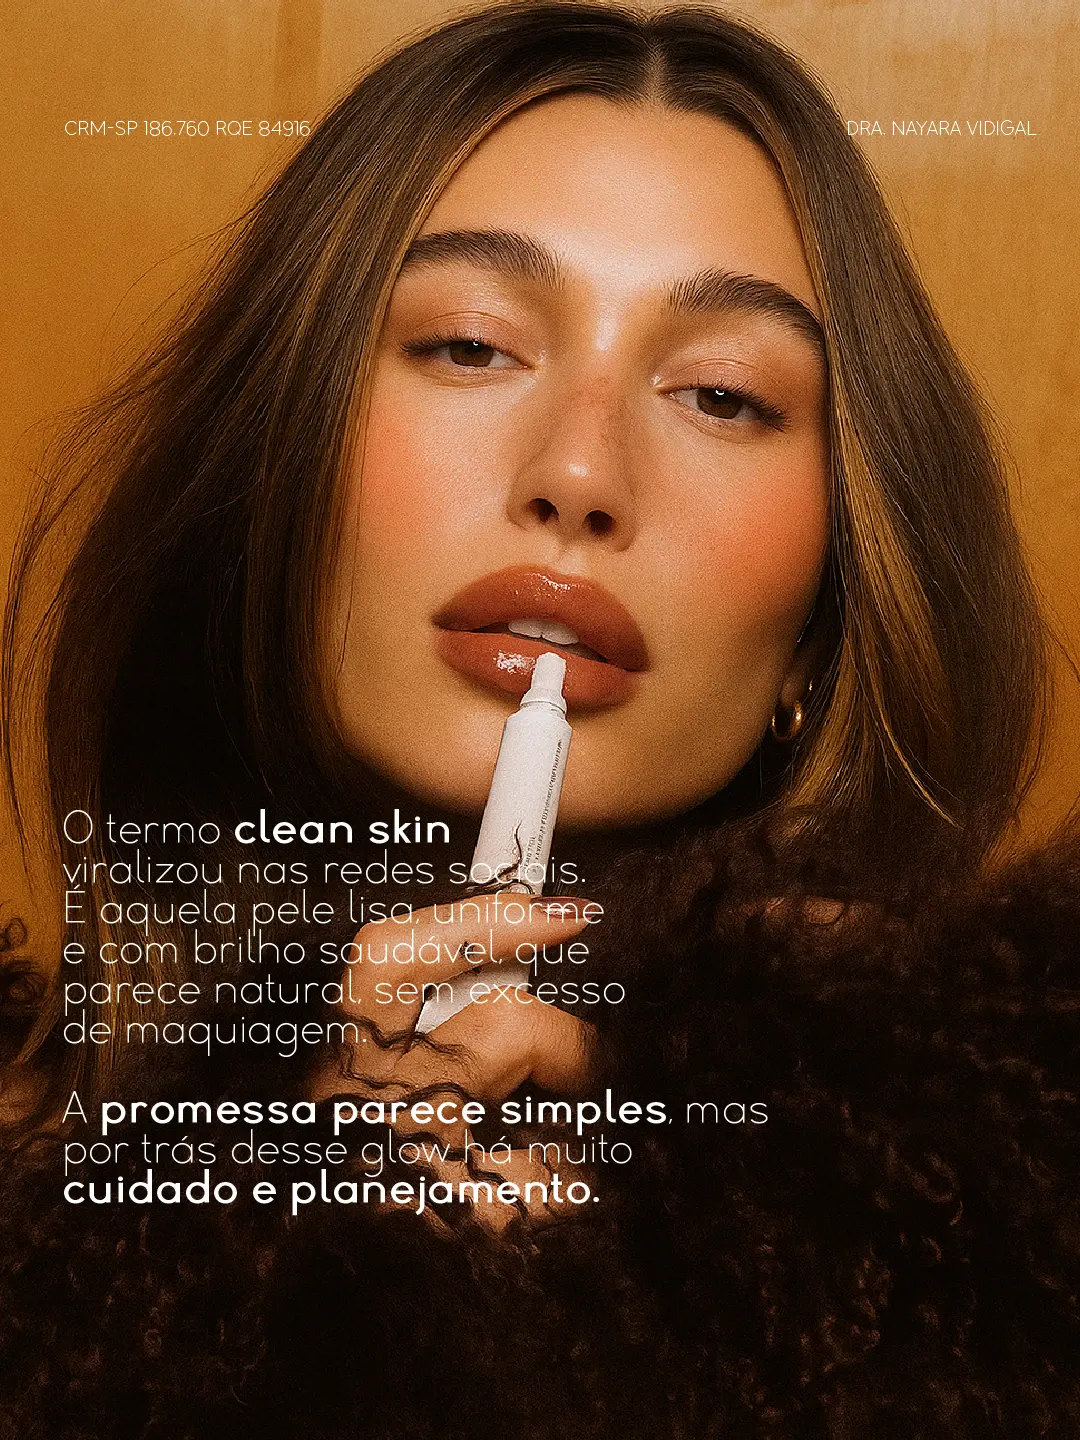 CRM-SP 186.760 RQE 84916
DRA. NAYARA VIDIGAL
O termo clean skin
viralizou nas redes sociais.
É aquela pele lisa, uniforme
e com brilho saudável, que
parece natural, sem excesso
de maquiagem.
A promessa parece simples, mas
por trás desse glow há muito
cuidado e planejamento.